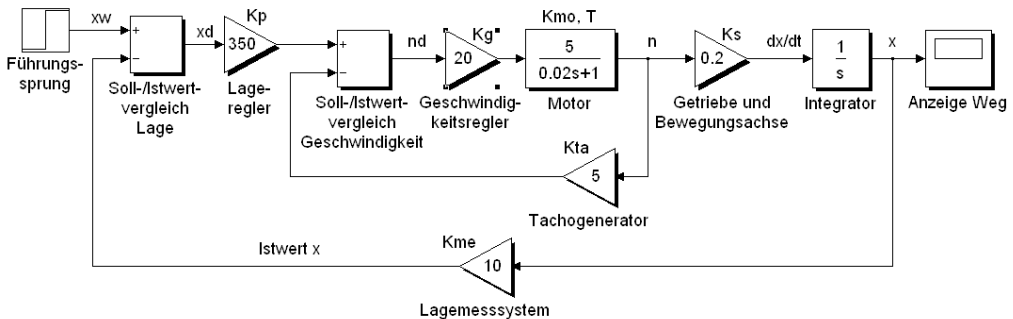 Kmo, T
xw
xd
Kp
nd
Kg
n
Ks
dx/dt
x
+
−
350
+
−
20
5
0.02s+1
0.2
1
s
Führungs-
sprung
Soll-/Istwert-
vergleich
Lage
Lage-
regler
Soll-/Istwert-
vergleich
Geschwindigkeit
Geschwindig-
keitsregler
Motor
Getriebe und
Bewegungsachse
Integrator
Anzeige Weg
Kta
5
Tachogenerator
Istwert x
Kme
10
Lagemesssystem